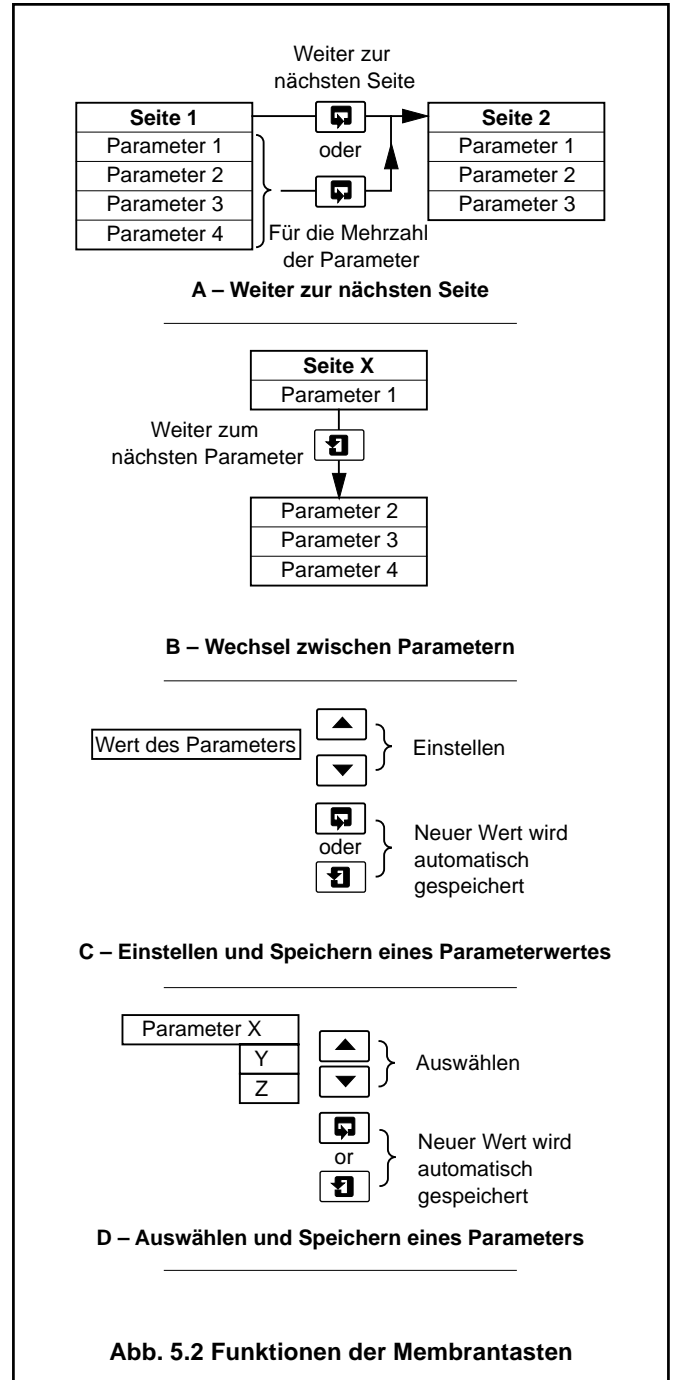 Weiter zur
nächsten Seite
Seite 1
Parameter 1
Parameter 2
Parameter 3
Parameter 4
oder
Für die Mehrzahl
der Parameter
Seite 2
Parameter 1
Parameter 2
Parameter 3
A – Weiter zur nächsten Seite
Seite X
Parameter 1
Weiter zum
nächsten Parameter
Parameter 2
Parameter 3
Parameter 4
B – Wechsel zwischen Parametern
Wert des Parameters
Einstellen
oder
Neuer Wert wird
automatisch
gespeichert
C – Einstellen und Speichern eines Parameterwertes
Parameter X
Y
Z
Auswählen
or
Neuer Wert wird
automatisch
gespeichert
D – Auswählen und Speichern eines Parameters
Abb. 5.2 Funktionen der Membrantasten